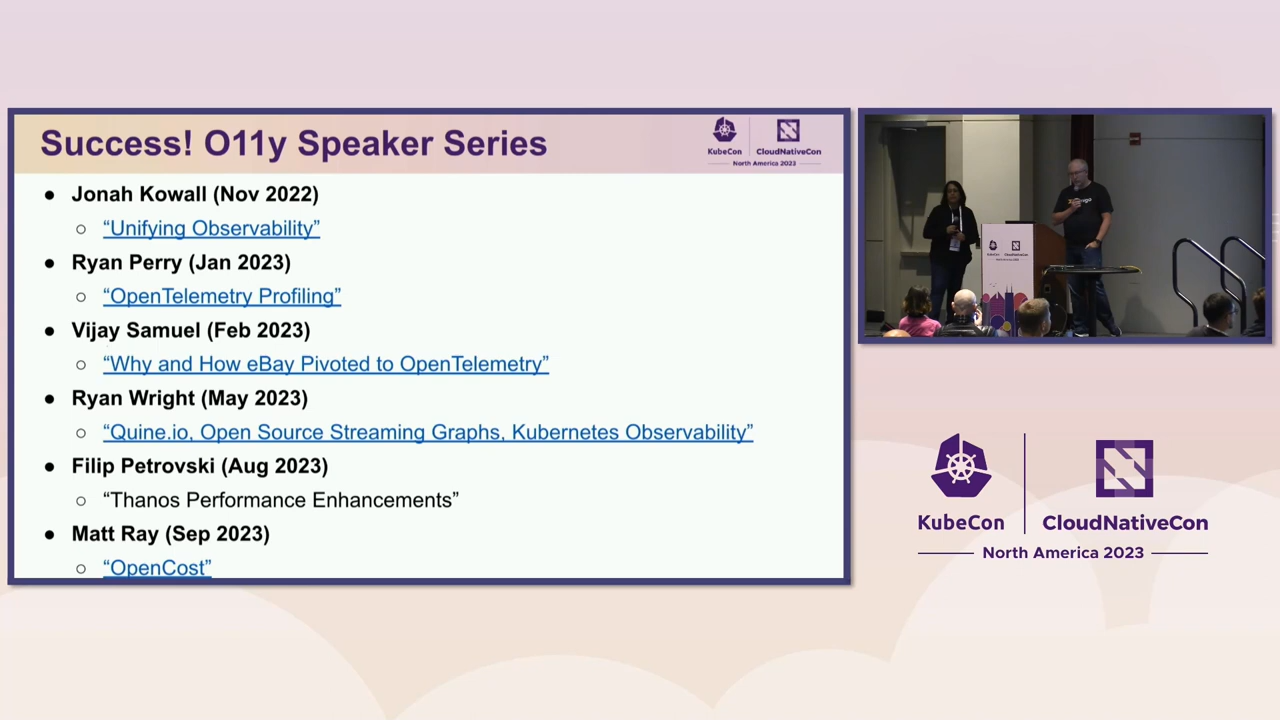 Success! O11y Speaker Series
KubeCon
CloudNativeCon
North America 2023
● Jonah Kowall (Nov 2022)
○ “Unifying Observability”
● Ryan Perry (Jan 2023)
○ “OpenTelemetry Profiling”
● Vijay Samuel (Feb 2023)
○ “Why and How eBay Pivoted to OpenTelemetry”
● Ryan Wright (May 2023)
○ “Quine.io, Open Source Streaming Graphs, Kubernetes Observability”
● Filip Petrovski (Aug 2023)
○ “Thanos Performance Enhancements”
● Matt Ray (Sep 2023)
○ “OpenCost”
KubeCon
CloudNativeCon
North America 2023